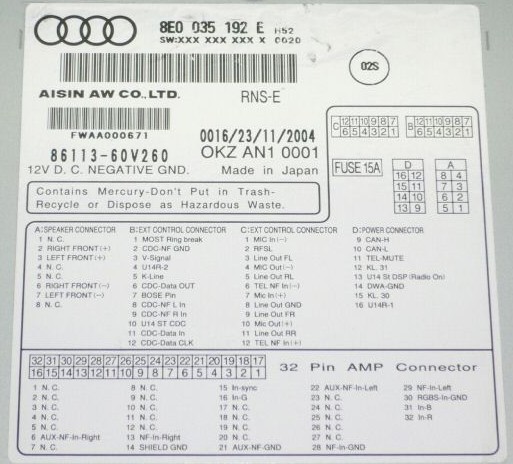 8E0 035 192 E H52
SW:XXX XXX XXX X 0020
02S
AISIN AW CO., LTD.
RNS-E
FWAA000671
0016/23/11/2004
86113-60V260
OKZ AN1 0001
12V D. C. NEGATIVE GND.
Made in Japan
Contains Mercury-Don't Put in Trash-
Recycle or Dispose as Hazardous Waste.
C 12 11 10 9 8 7
6 5 4 3 2 1
B 12 11 10 9 8 7
6 5 4 3 2 1
FUSE 15A
D
16 12
15 11
14 10
13 9
A
8 4
7 3
6 2
5 1
A:SPEAKER CONNECTOR
1 N. C.
2 RIGHT FRONT(+)
3 LEFT FRONT(+)
4 N. C.
5 N. C.
6 RIGHT FRONT(-)
7 LEFT FRONT(-)
8 N. C.
B:EXT CONTROL CONNECTOR
1 MOST Ring break
2 CDC-NF GND
3 V-Signal
4 U14R-2
5 K-Line
6 CDC-Data OUT
7 BOSE Pin
8 CDC-NF L In
9 CDC-NF R In
10 U14 ST CDC
11 CDC-Data In
12 CDC-Data CLK
C:EXT CONTROL CONNECTOR
1 MIC In(-)
2 RFSL
3 Line Out FL
4 MIC Out(-)
5 Line Out RL
6 TEL NF In(-)
7 Mic In(+)
8 Line Out GND
9 Line Out FR
10 Mic Out(+)
11 Line Out RR
12 TEL NF In(+)
D:POWER CONNECTOR
9 CAN-H
10 CAN-L
11 TEL-MUTE
12 KL. 31
13 U14 St DSP (Radio On)
14 DWA-GND
15 KL. 30
16 U14R-1
32 31 30 29 28 27 26 25 24 23 22 21 20 19 18 17
16 15 14 13 12 11 10 9 8 7 6 5 4 3 2 1
32 Pin AMP Connector
1 N. C.
2 N. C.
3 N. C.
4 N. C.
5 N. C.
6 AUX-NF-In-Right
7 N. C.
8 N. C.
9 N. C.
10 N. C.
11 N. C.
12 N. C.
13 NF-In-Right
14 SHIELD GND
15 In-sync
16 In-G
17 N. C.
18 N. C.
19 N. C.
20 N. C.
21 AUX-NF-GND
22 AUX-NF-In-Left
23 N. C.
24 N. C.
25 N. C.
26 N. C.
27 N. C.
28 NF-In-GND
29 NF-In-Left
30 RGBS-In-GND
31 In-B
32 In-R